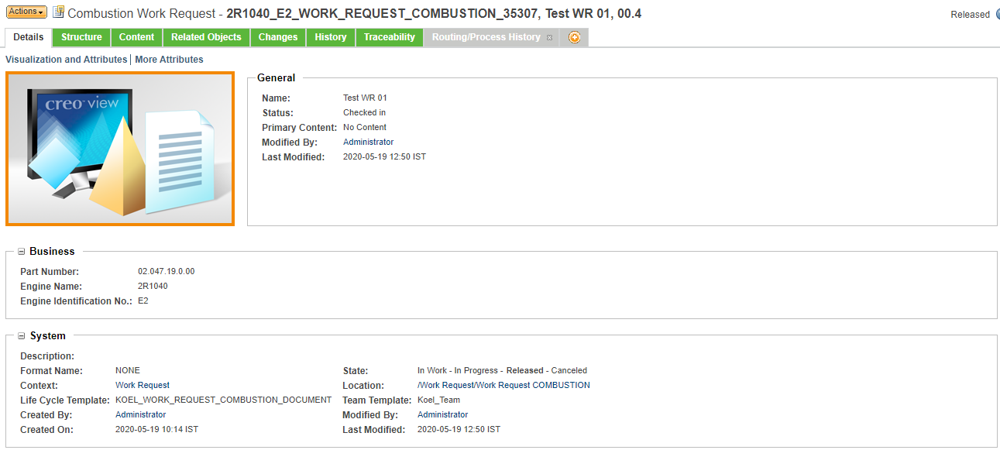 Actions
Combustion Work Request - 2R1040_E2_WORK_REQUEST_COMBUSTION_35307, Test WR 01, 00.4
Released
Details Structure Content Related Objects Changes History Traceability Routing/Process History
Visualization and Attributes | More Attributes
creo view
General
Name: Test WR 01
Status: Checked in
Primary Content: No Content
Modified By: Administrator
Last Modified: 2020-05-19 12:50 IST
Business
Part Number: 02.047.19.0.00
Engine Name: 2R1040
Engine Identification No.: E2
System
Description:
Format Name: NONE State: In Work - In Progress - Released - Canceled
Context: Work Request Location: /Work Request/Work Request COMBUSTION
Life Cycle Template: KOEL_WORK_REQUEST_COMBUSTION_DOCUMENT Team Template: Koel_Team
Created By: Administrator Modified By: Administrator
Created On: 2020-05-19 10:14 IST Last Modified: 2020-05-19 12:50 IST